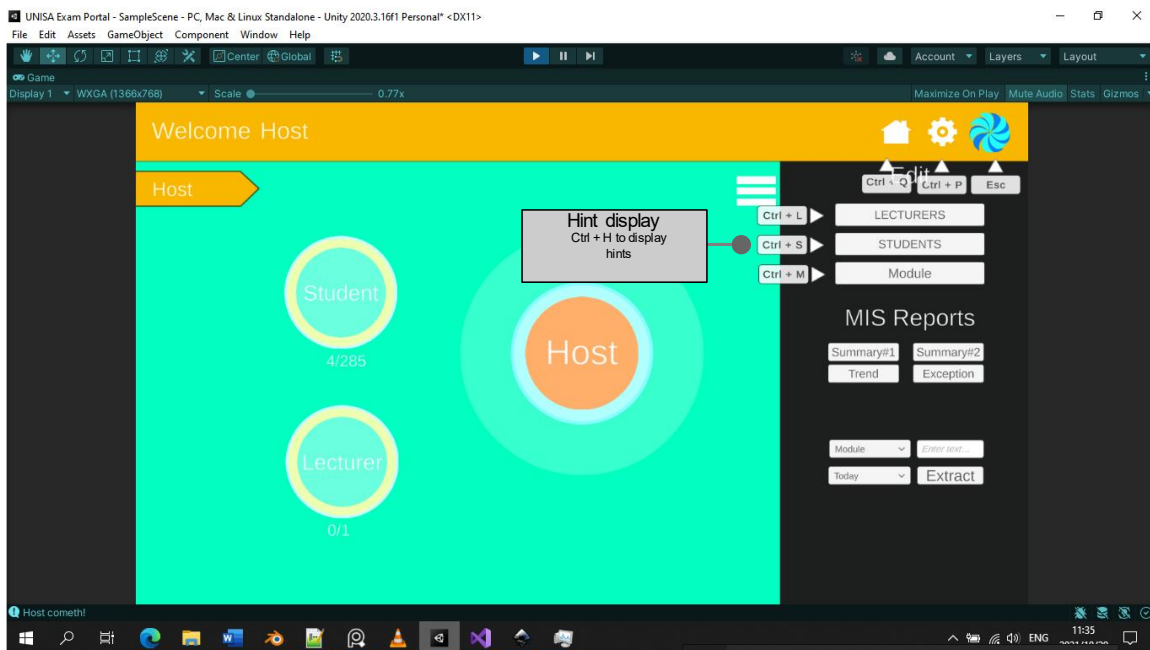 UNISA Exam Portal - SampleScene - PC, Mac & Linux Standalone - Unity 2020.3.16f1 Personal* <DX11>
File Edit Assets GameObject Component Window Help
Center Global Account Layers Layout
Game
Display 1 WXGA (1366x768) Scale 0.77x Maximize On Play Mute Audio Stats Gizmos
Welcome Host
Host
Edit
Ctrl + Q Ctrl + P Esc
Hint display
Ctrl + H to display
hints
Ctrl + L LECTURERS
Ctrl + S STUDENTS
Ctrl + M Module
Student
4/285
Host
MIS Reports
Summary#1 Summary#2
Trend Exception
Lecturer
0/1
Module Enter text...
Today Extract
Host cometh!
ENG
11:35